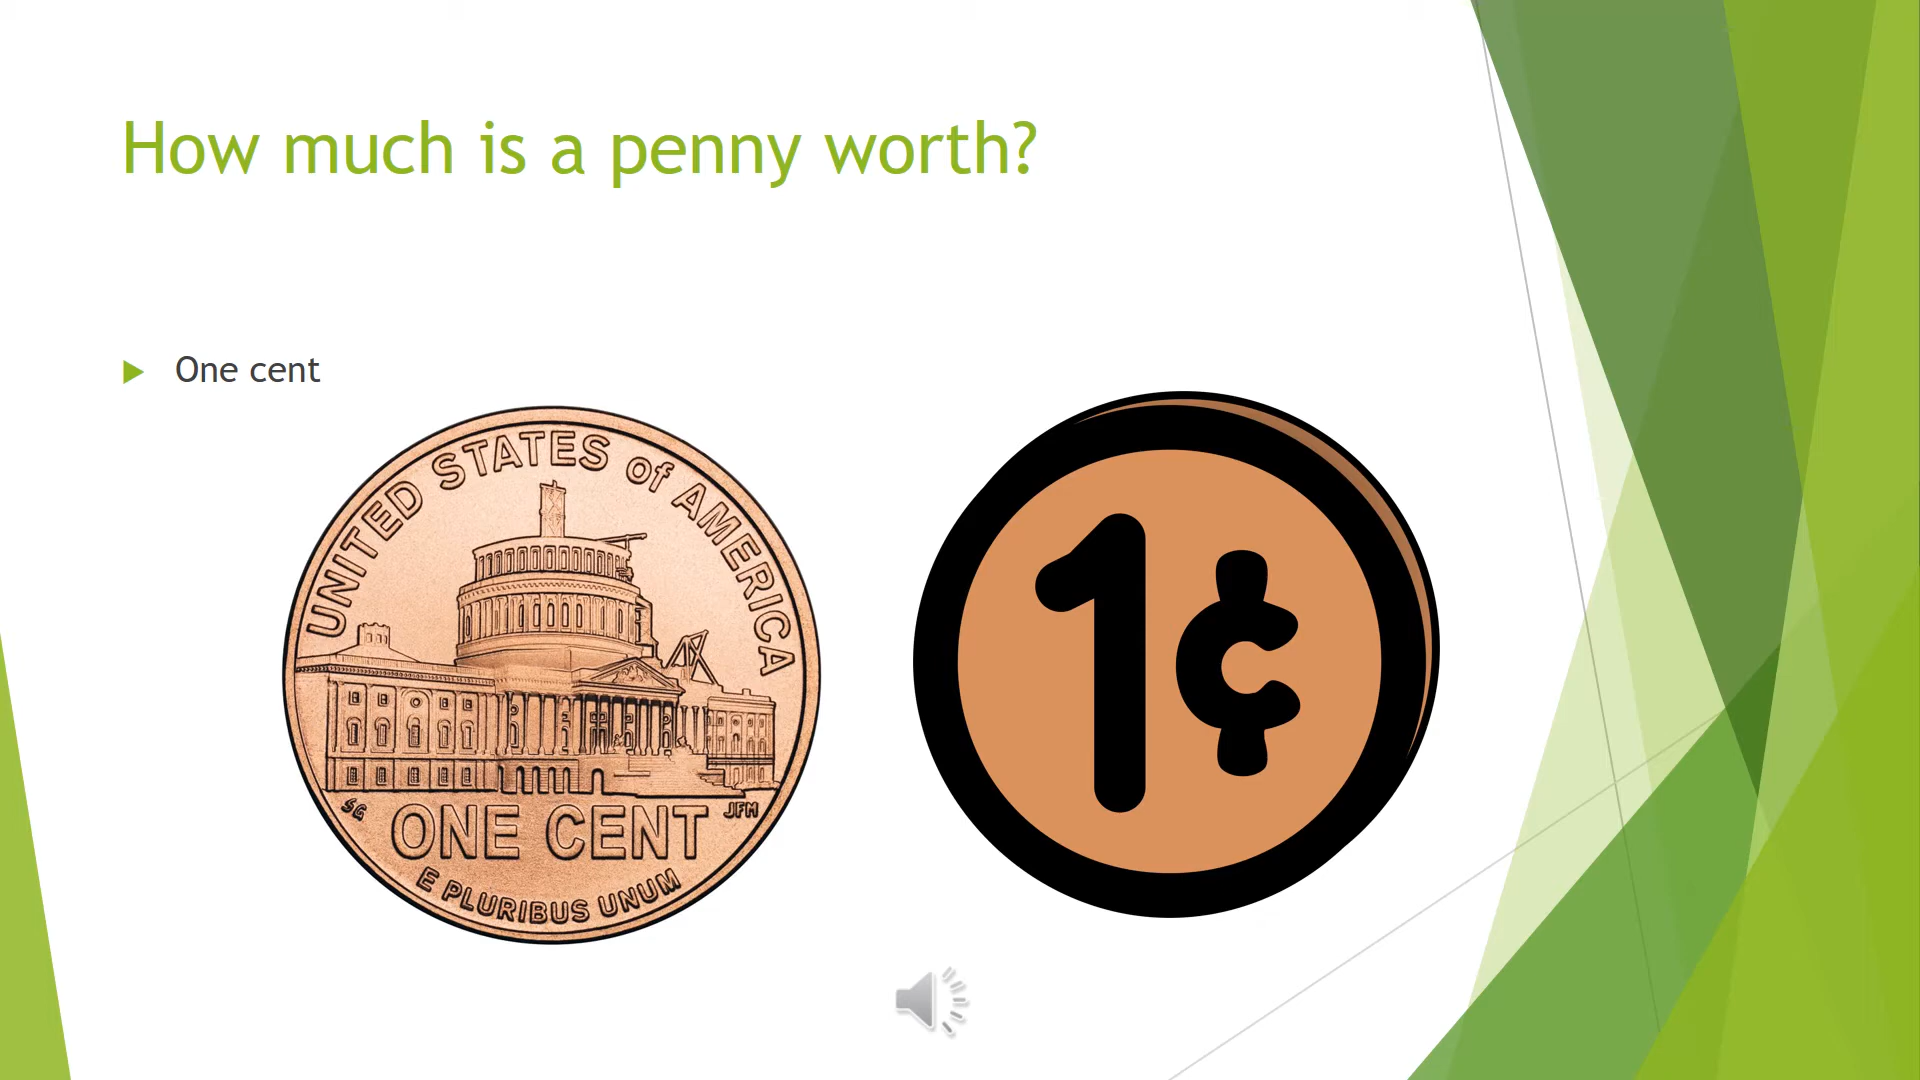 How much is a penny worth?
One cent
UNITED STATES of AMERICA
SG
JFM
ONE CENT
E PLURIBUS UNUM
1¢